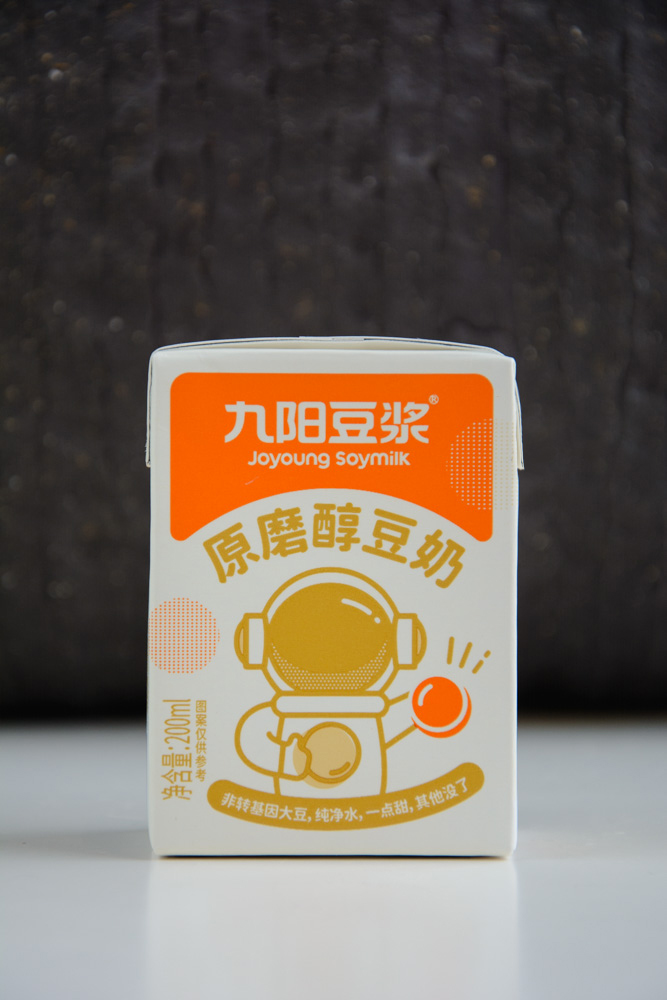 九阳豆浆®
Joyoung Soymilk
原磨醇豆奶
净含量:200ml
图案仅供参考
非转基因大豆,纯净水,一点甜,其他没了